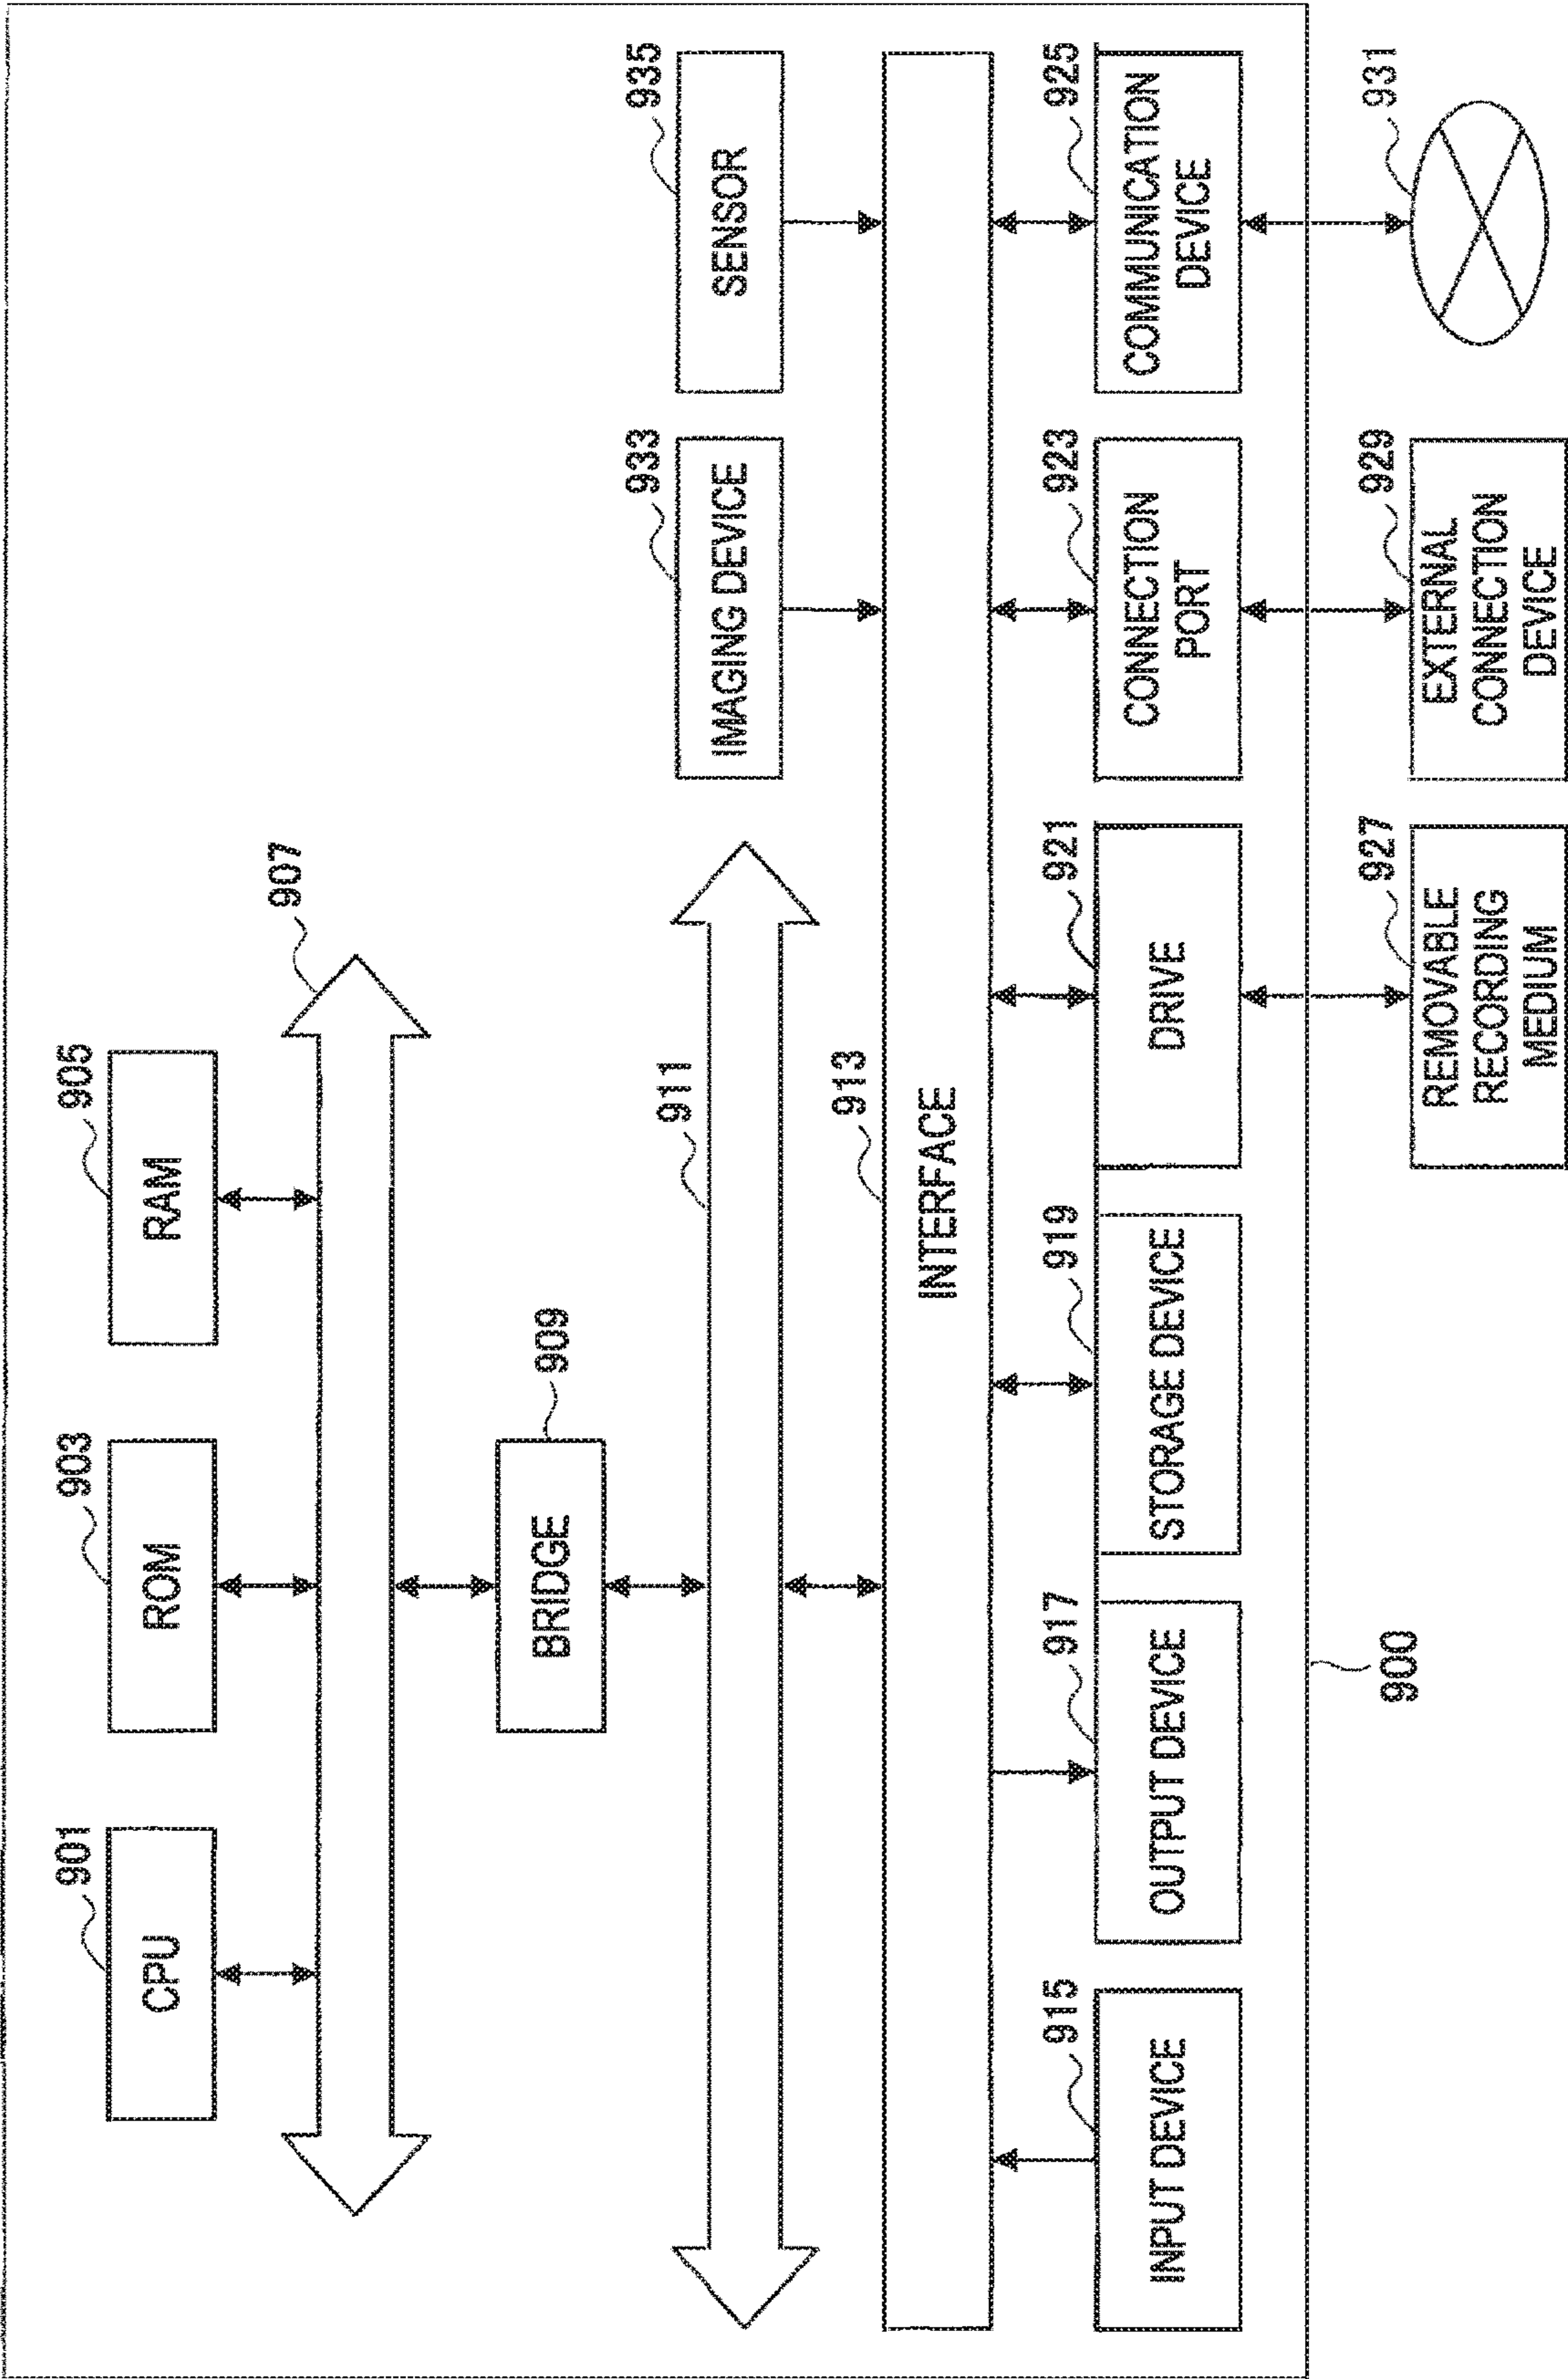 901
CPU
903
ROM
905
RAM
907
909
BRIDGE
911
933
IMAGING DEVICE
935
SENSOR
913
INTERFACE
915
INPUT DEVICE
917
OUTPUT DEVICE
919
STORAGE DEVICE
921
DRIVE
923
CONNECTION
PORT
925
COMMUNICATION
DEVICE
900
927
REMOVABLE
RECORDING
MEDIUM
929
EXTERNAL
CONNECTION
DEVICE
931